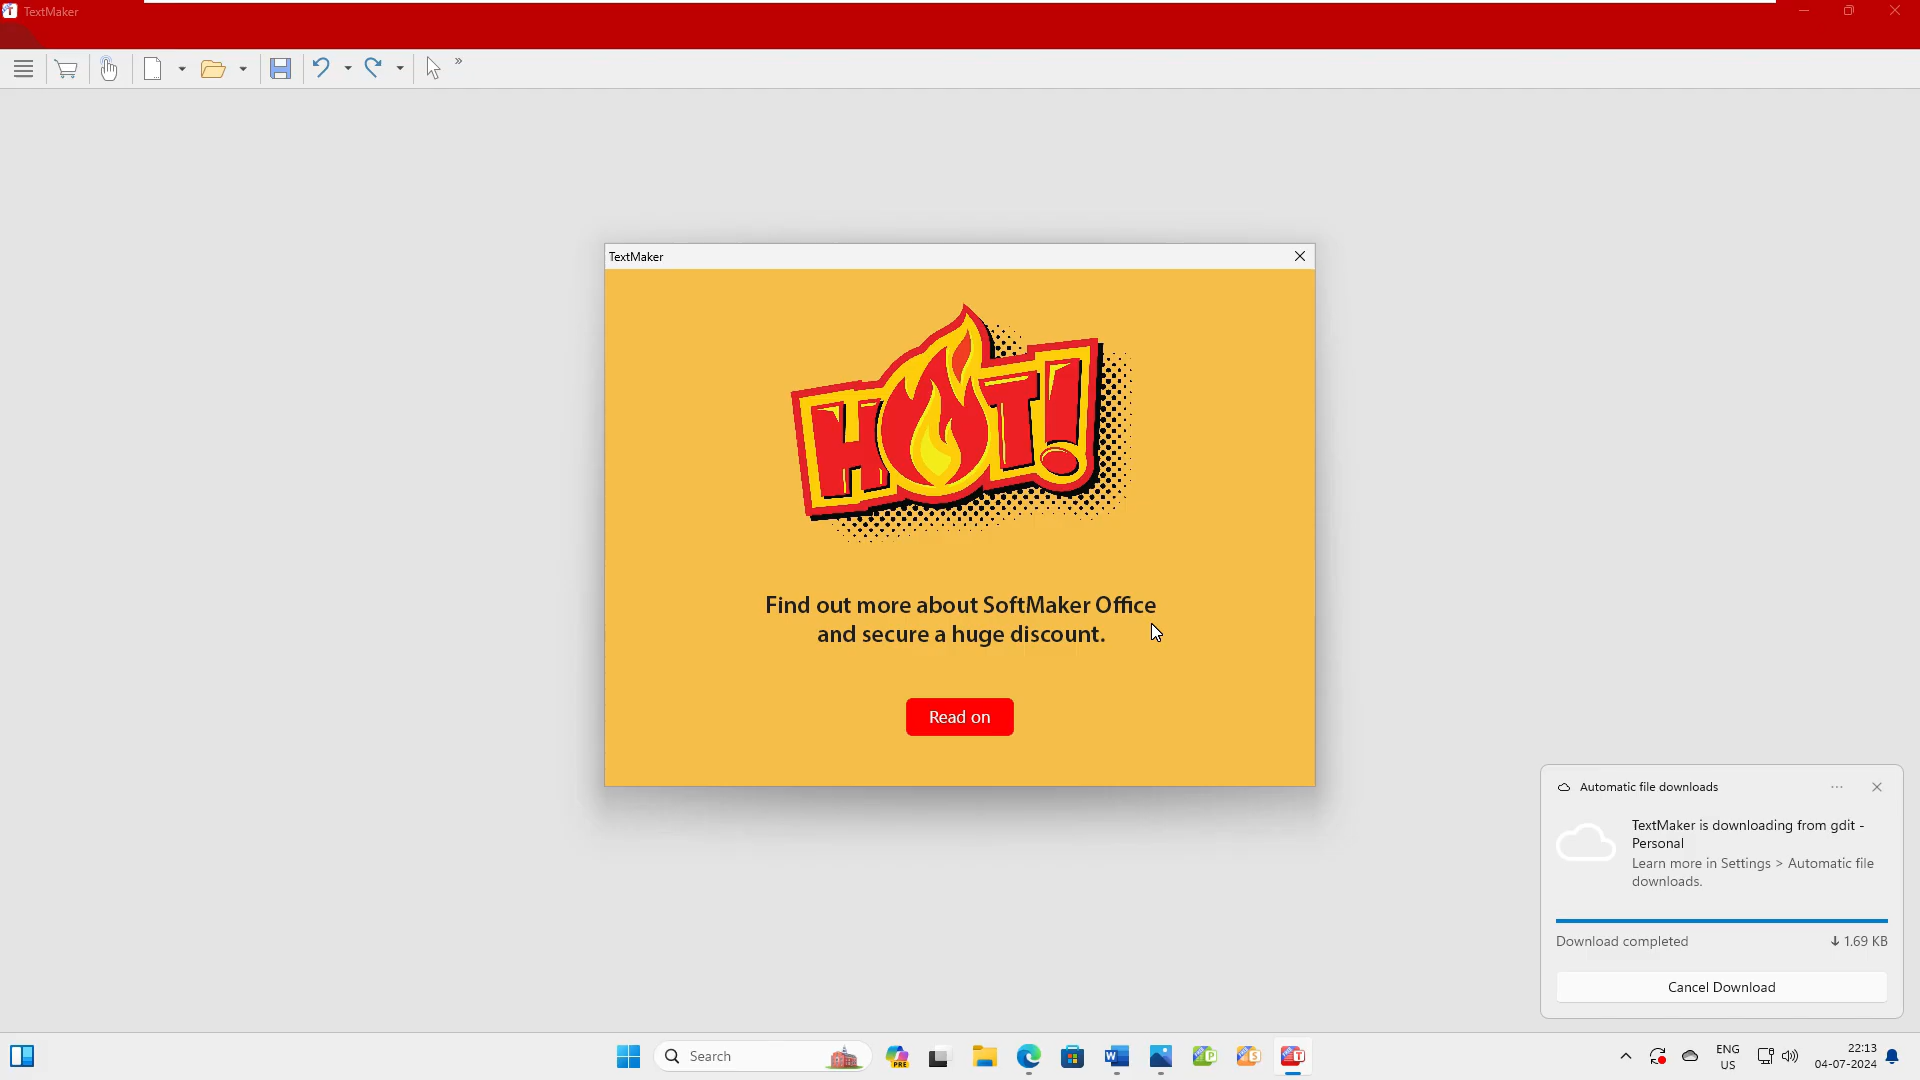 TextMaker
TextMaker
HOT!
Find out more about SoftMaker Office
and secure a huge discount.
Read on
Automatic file downloads
TextMaker is downloading from gdit -
Personal
Learn more in Settings > Automatic file
downloads.
Download completed
1.69 KB
Cancel Download
Search
PRE
ENG
US
22:13
04-07-2024